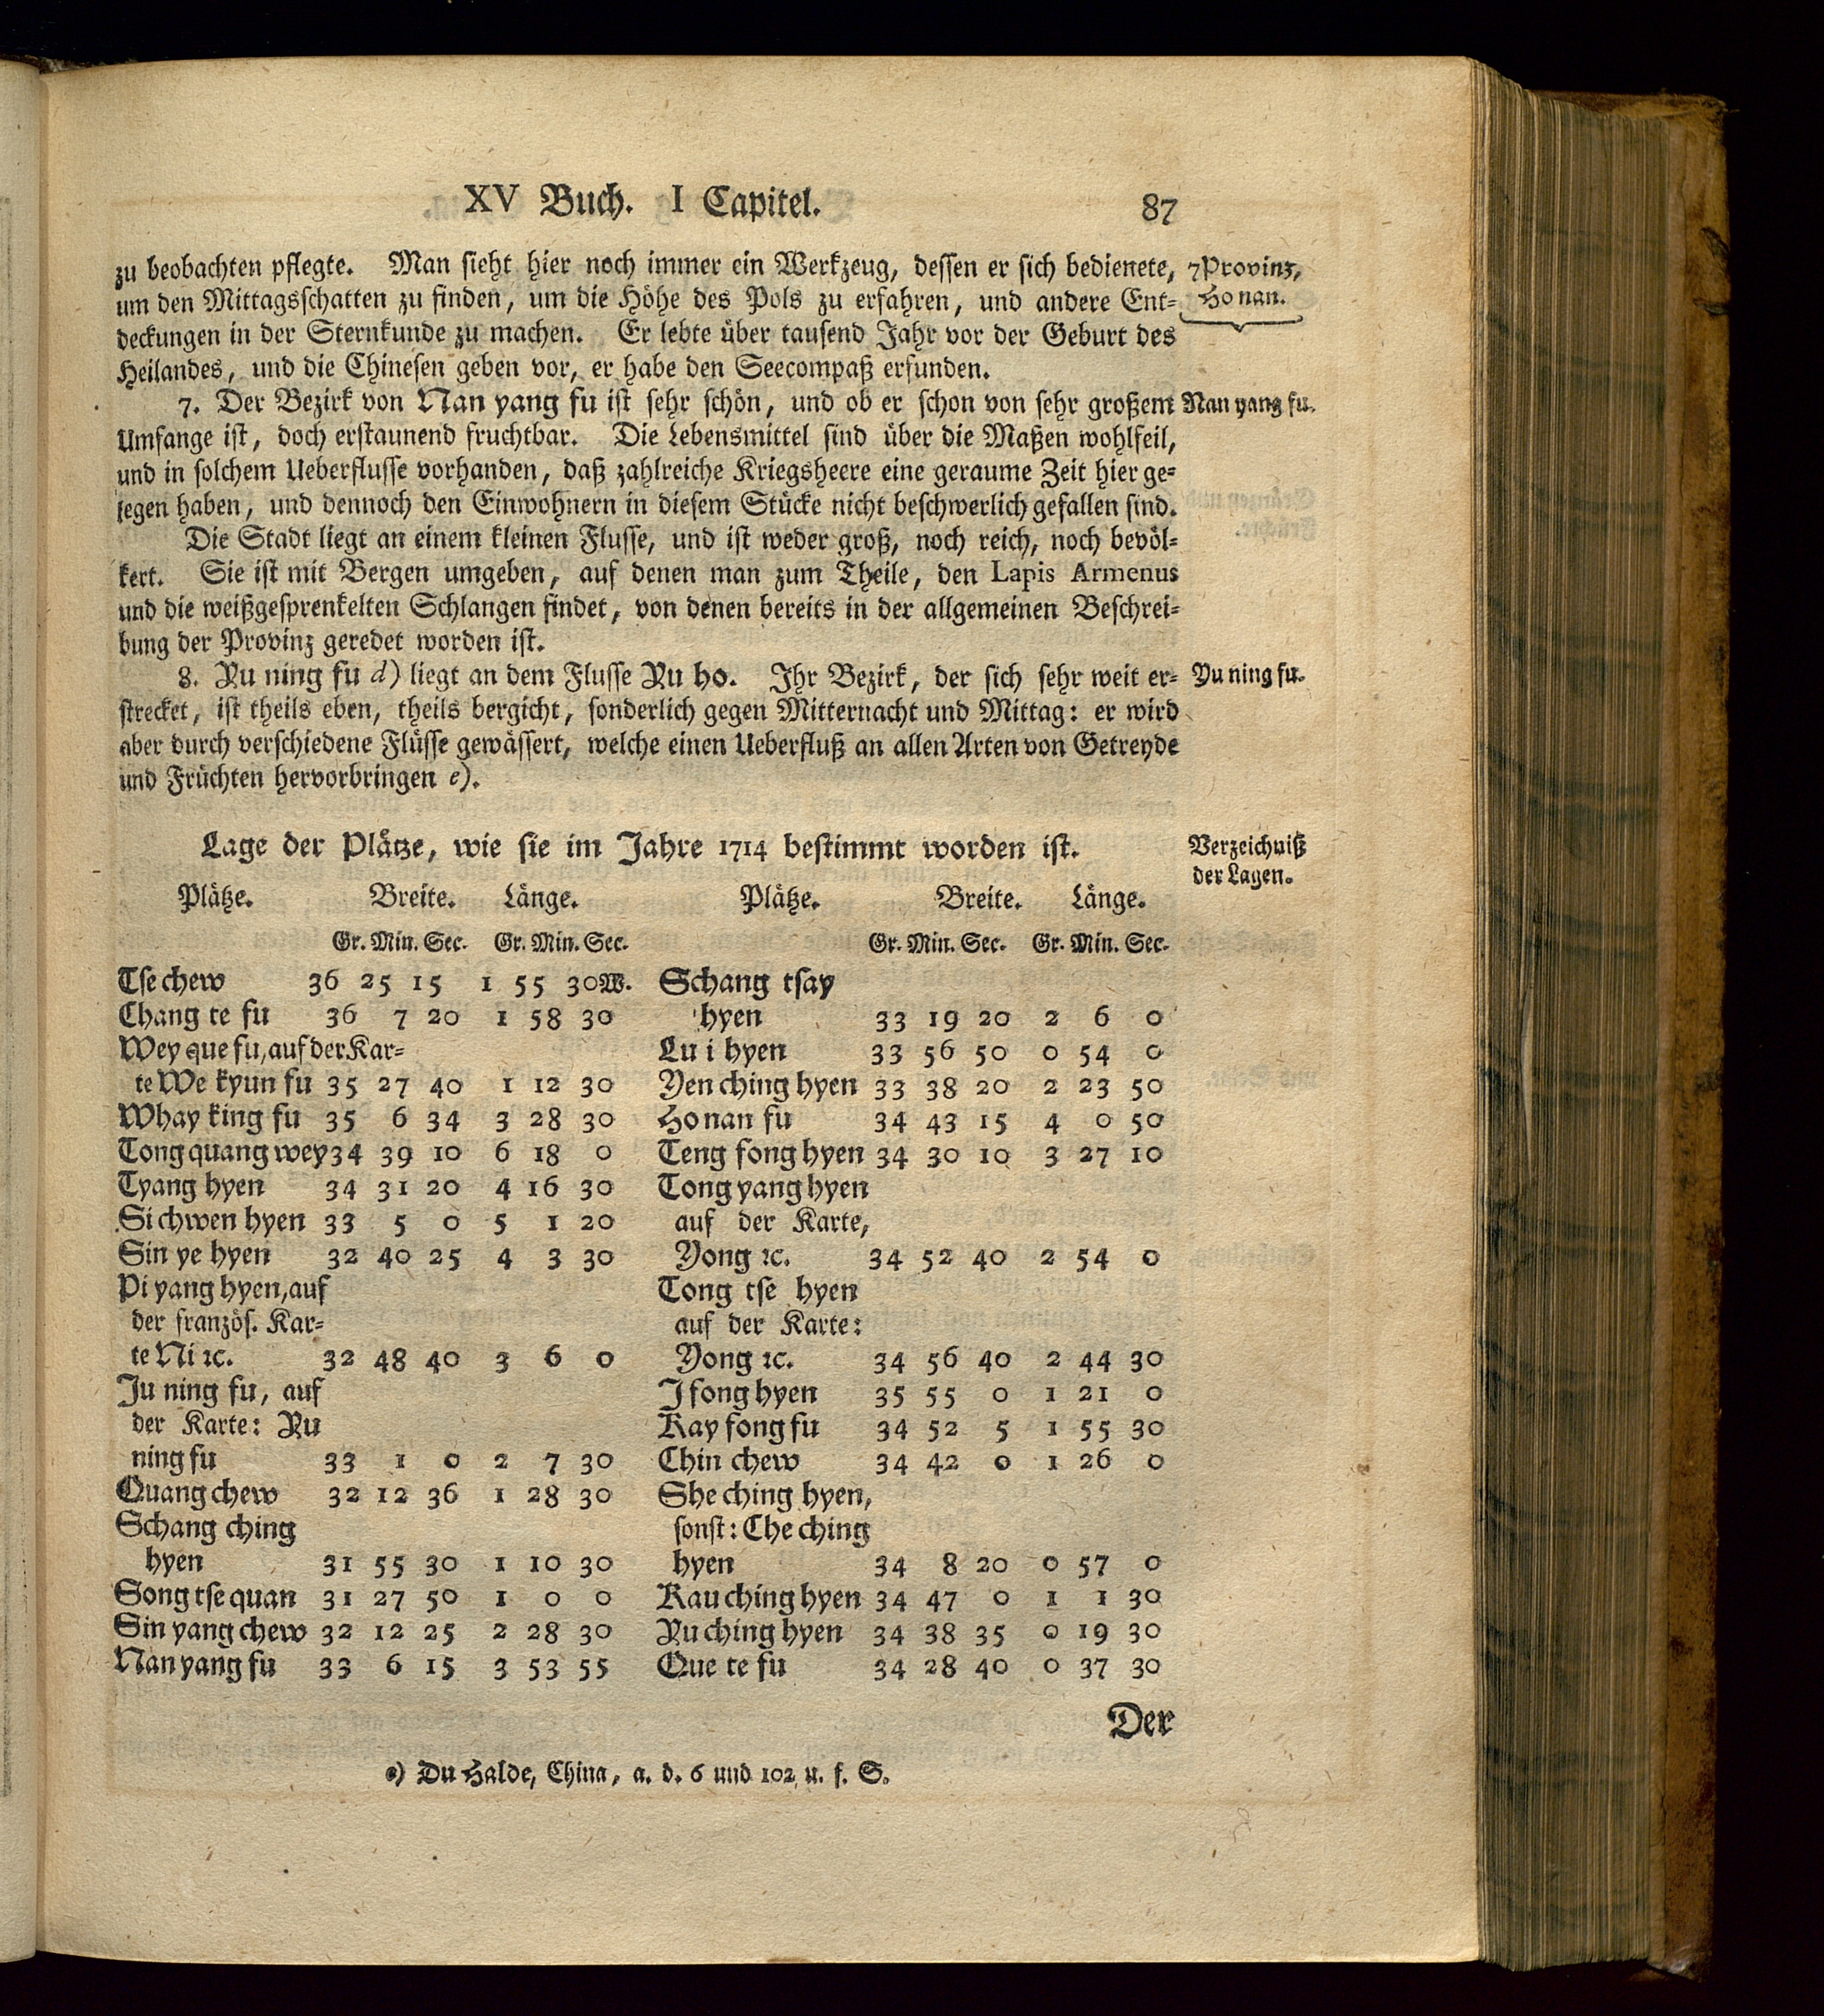 XV Buch. I Capitel. 87
zu beobachten pflegte. Man sieht hier noch immer ein Werkzeug, dessen er sich bedienete,
um den Mittagsschatten zu finden, um die Höhe des Pols zu erfahren, und andere Ent-
deckungen in der Sternkunde zu machen. Er lebte über tausend Jahr vor der Geburt des
Heilandes, und die Chinesen geben vor, er habe den Seecompaß erfunden.
7 Provinz,
Ho nan.
7. Der Bezirk von Nan yang fu ist sehr schön, und ob er schon von sehr großem
Umfange ist, doch erstaunend fruchtbar. Die Lebensmittel sind über die Maßen wohlfeil,
und in solchem Ueberflusse vorhanden, daß zahlreiche Kriegsheere eine geraume Zeit hier ge-
legen haben, und dennoch den Einwohnern in diesem Stücke nicht beschwerlich gefallen sind.
Nan yang fu.
Die Stadt liegt an einem kleinen Flusse, und ist weder groß, noch reich, noch bevöl-
kert. Sie ist mit Bergen umgeben, auf denen man zum Theile, den Lapis Armenus
und die weißgesprenkelten Schlangen findet, von denen bereits in der allgemeinen Beschrei-
bung der Provinz geredet worden ist.
8. Yu ning fu d) liegt an dem Flusse Yu ho. Ihr Bezirk, der sich sehr weit er-
strecket, ist theils eben, theils bergicht, sonderlich gegen Mitternacht und Mittag: er wird
aber durch verschiedene Flüsse gewässert, welche einen Ueberfluß an allen Arten von Getreyde
und Früchten hervorbringen e).
Yu ning fu.
Lage der Plätze, wie sie im Jahre 1714 bestimmt worden ist.
Verzeichniß
der Lagen.
Plätze. Breite. Länge.
Gr. Min. Sec. Gr. Min. Sec.
Tse chew 36 25 15 1 55 30 W.
Chang te fu 36 7 20 1 58 30
Wey que fu, auf der Kar-
te We kyun fu 35 27 40 1 12 30
Whay king fu 35 6 34 3 28 30
Tong quang wey 34 39 10 6 18 0
Tyang hyen 34 31 20 4 16 30
Si chwen hyen 33 5 0 5 1 20
Sin ye hyen 32 40 25 4 3 30
Pi yang hyen, auf
der französ. Kar-
te Ni ꝛc. 32 48 40 3 6 0
Ju ning fu, auf
der Karte: Yu
ning fu 33 1 0 2 7 30
Quang chew 32 12 36 1 28 30
Schang ching
hyen 31 55 30 1 10 30
Song tse quan 31 27 50 1 0 0
Sin yang chew 32 12 25 2 28 30
Nan yang fu 33 6 15 3 53 55
Plätze. Breite. Länge.
Gr. Min. Sec. Gr. Min. Sec.
Schang tsay
hyen 33 19 20 2 6 0
Lu i hyen 33 56 50 0 54 0
Yen ching hyen 33 38 20 2 23 50
Ho nan fu 34 43 15 4 0 50
Teng fong hyen 34 30 10 3 27 10
Tong yang hyen
auf der Karte,
Yong ꝛc. 34 52 40 2 54 0
Tong tse hyen
auf der Karte:
Yong ꝛc. 34 56 40 2 44 30
I fong hyen 35 55 0 1 21 0
Kay fong fu 34 52 5 1 55 30
Chin chew 34 42 0 1 26 0
She ching hyen,
sonst: Che ching
hyen 34 8 20 0 57 0
Kau ching hyen 34 47 0 1 1 30
Yu ching hyen 34 38 35 0 19 30
Que te fu 34 28 40 0 37 30
Der
e) Du Halde, China, a. d. 6 und 102 u. f. S.